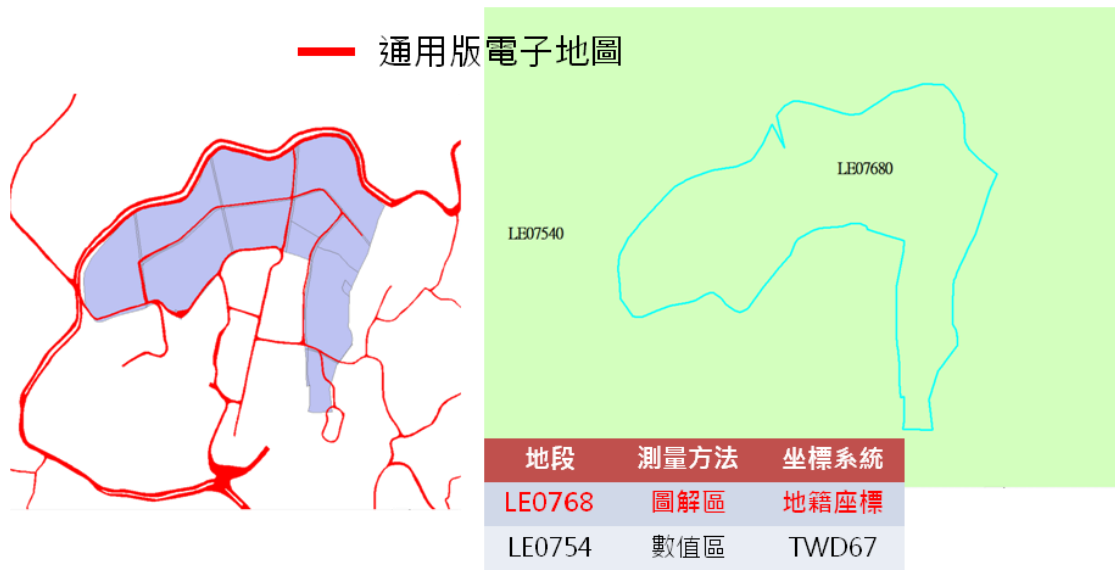 通用版電子地圖
LE07680
LE07540
地段 測量方法 坐標系統
LE0768 圖解區 地籍座標
LE0754 數值區 TWD67